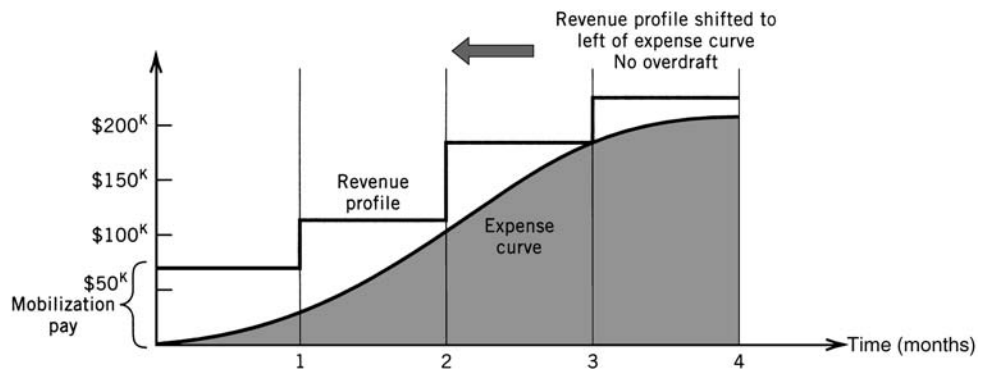 Revenue profile shifted to
left of expense curve
No overdraft
$200ᴷ
$150ᴷ
Revenue
profile
$100ᴷ
Expense
curve
$50ᴷ
Mobilization
pay
1
2
3
4
Time (months)